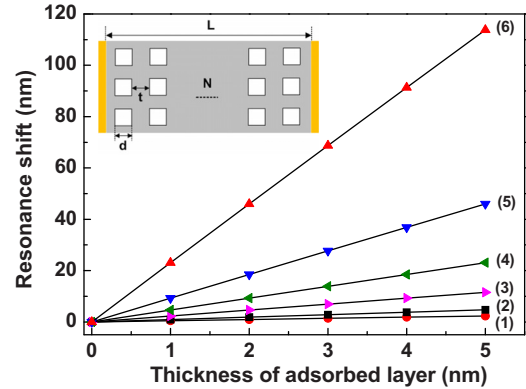 120
100
80
60
40
20
0
Resonance shift (nm)
L
N
t
d
(6)
(5)
(4)
(3)
(2)
(1)
0 1 2 3 4 5
Thickness of adsorbed layer (nm)